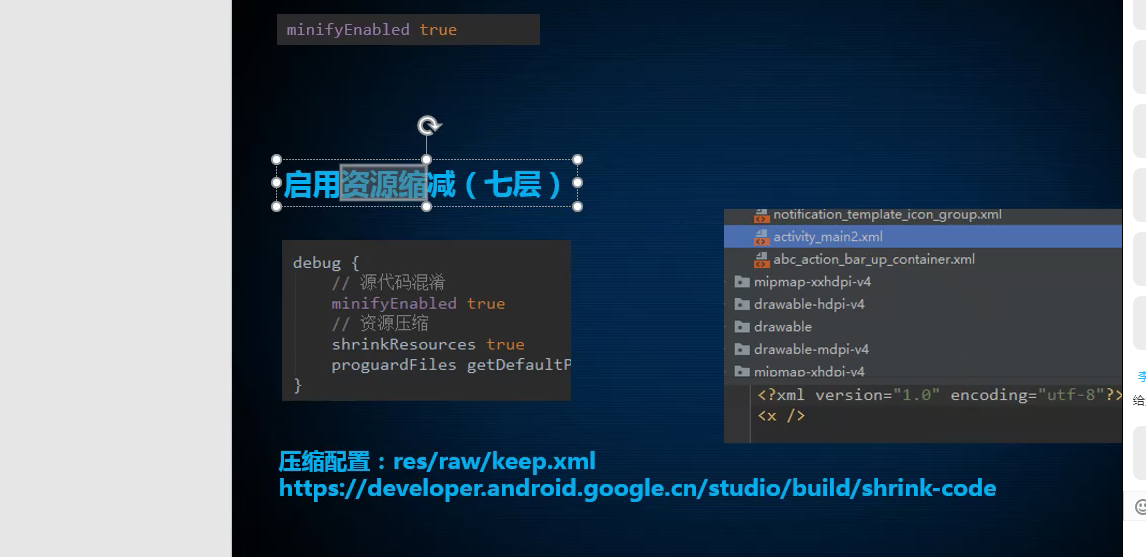 minifyEnabled true
启用资源缩减（七层）
debug {
// 源代码混淆
minifyEnabled true
// 资源压缩
shrinkResources true
proguardFiles getDefaultP
}
notification_template_icon_group.xml
activity_main2.xml
abc_action_bar_up_container.xml
mipmap-xxhdpi-v4
drawable-hdpi-v4
drawable
drawable-mdpi-v4
mipmap-xhdpi-v4
<?xml version="1.0" encoding="utf-8"?>
<x />
压缩配置：res/raw/keep.xml
https://developer.android.google.cn/studio/build/shrink-code
李
给